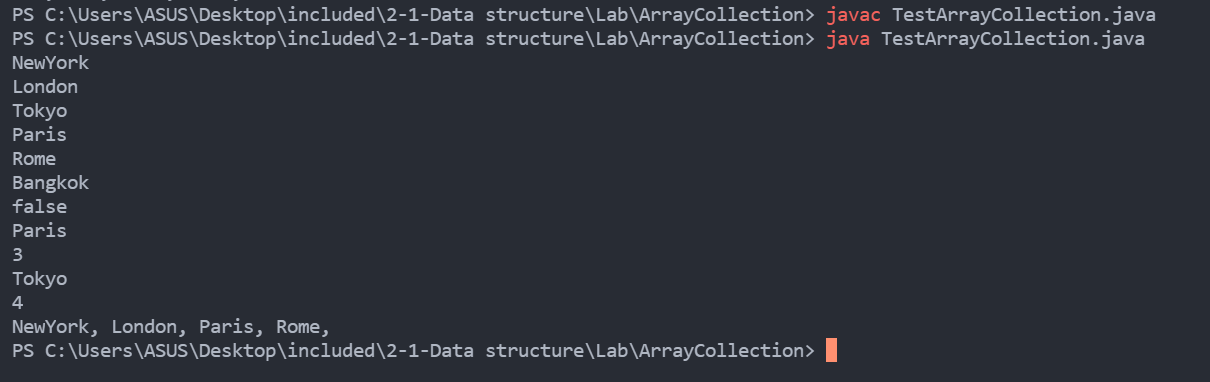 PS C:\Users\ASUS\Desktop\included\2-1-Data structure\Lab\ArrayCollection> javac TestArrayCollection.java
PS C:\Users\ASUS\Desktop\included\2-1-Data structure\Lab\ArrayCollection> java TestArrayCollection.java
NewYork
London
Tokyo
Paris
Rome
Bangkok
false
Paris
3
Tokyo
4
NewYork, London, Paris, Rome,
PS C:\Users\ASUS\Desktop\included\2-1-Data structure\Lab\ArrayCollection>